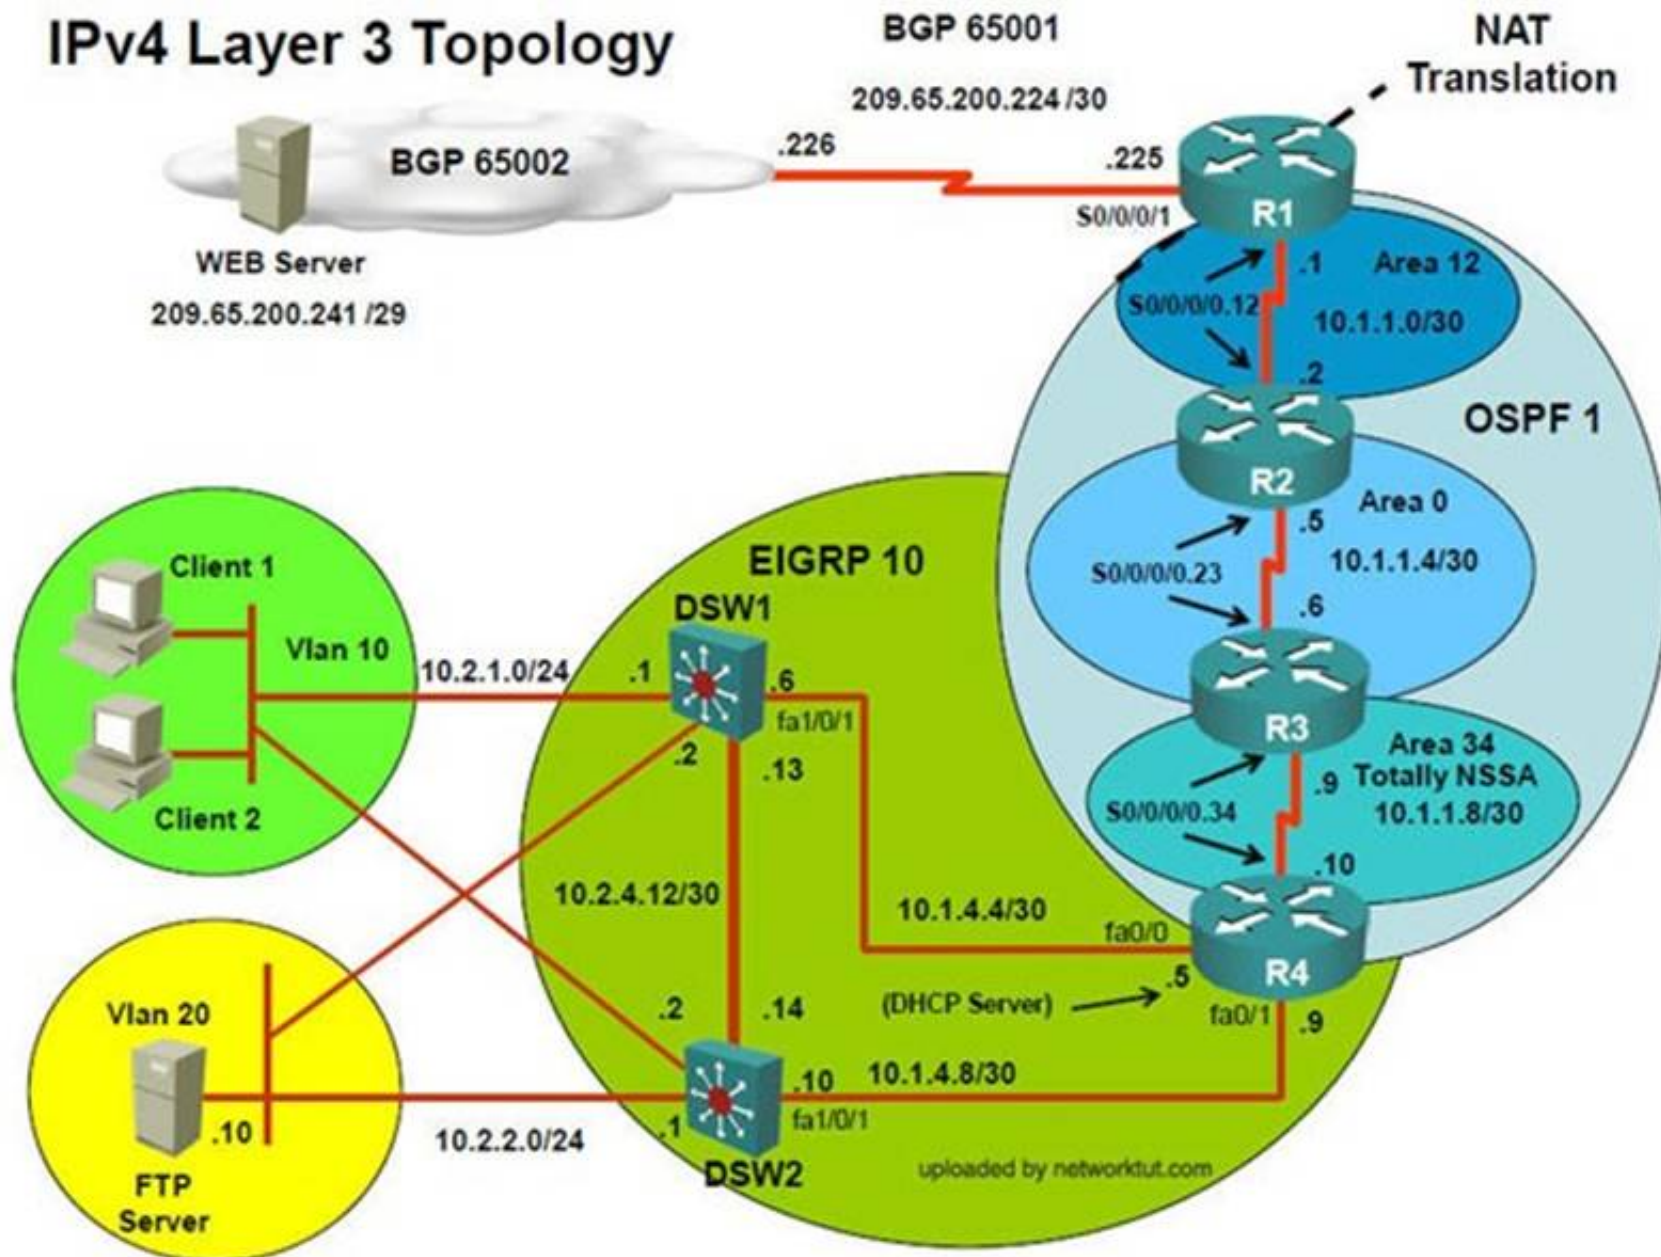 IPv4 Layer 3 Topology
BGP 65001
NAT
Translation
209.65.200.224 /30
BGP 65002
.226
.225
S0/0/0/1
R1
WEB Server
209.65.200.241 /29
.1
Area 12
S0/0/0/0.12
10.1.1.0/30
.2
OSPF 1
R2
Area 0
.5
10.1.1.4/30
S0/0/0/0.23
.6
R3
Area 34
Totally NSSA
.9
10.1.1.8/30
S0/0/0/0.34
.10
R4
EIGRP 10
Client 1
Vlan 10
Client 2
10.2.1.0/24
DSW1
.1
.6
fa1/0/1
.2
.13
10.2.4.12/30
10.1.4.4/30
fa0/0
.5
(DHCP Server)
fa0/1
.9
.2
.14
Vlan 20
.10
FTP
Server
10.2.2.0/24
.1
.10
10.1.4.8/30
fa1/0/1
DSW2
uploaded by networktut.com